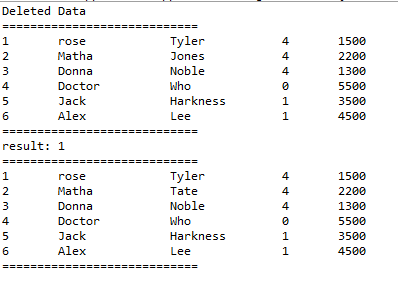 Deleted Data
============================
1 rose Tyler 4 1500
2 Matha Jones 4 2200
3 Donna Noble 4 1300
4 Doctor Who 0 5500
5 Jack Harkness 1 3500
6 Alex Lee 1 4500
============================
result: 1
============================
1 rose Tyler 4 1500
2 Matha Tate 4 2200
3 Donna Noble 4 1300
4 Doctor Who 0 5500
5 Jack Harkness 1 3500
6 Alex Lee 1 4500
============================